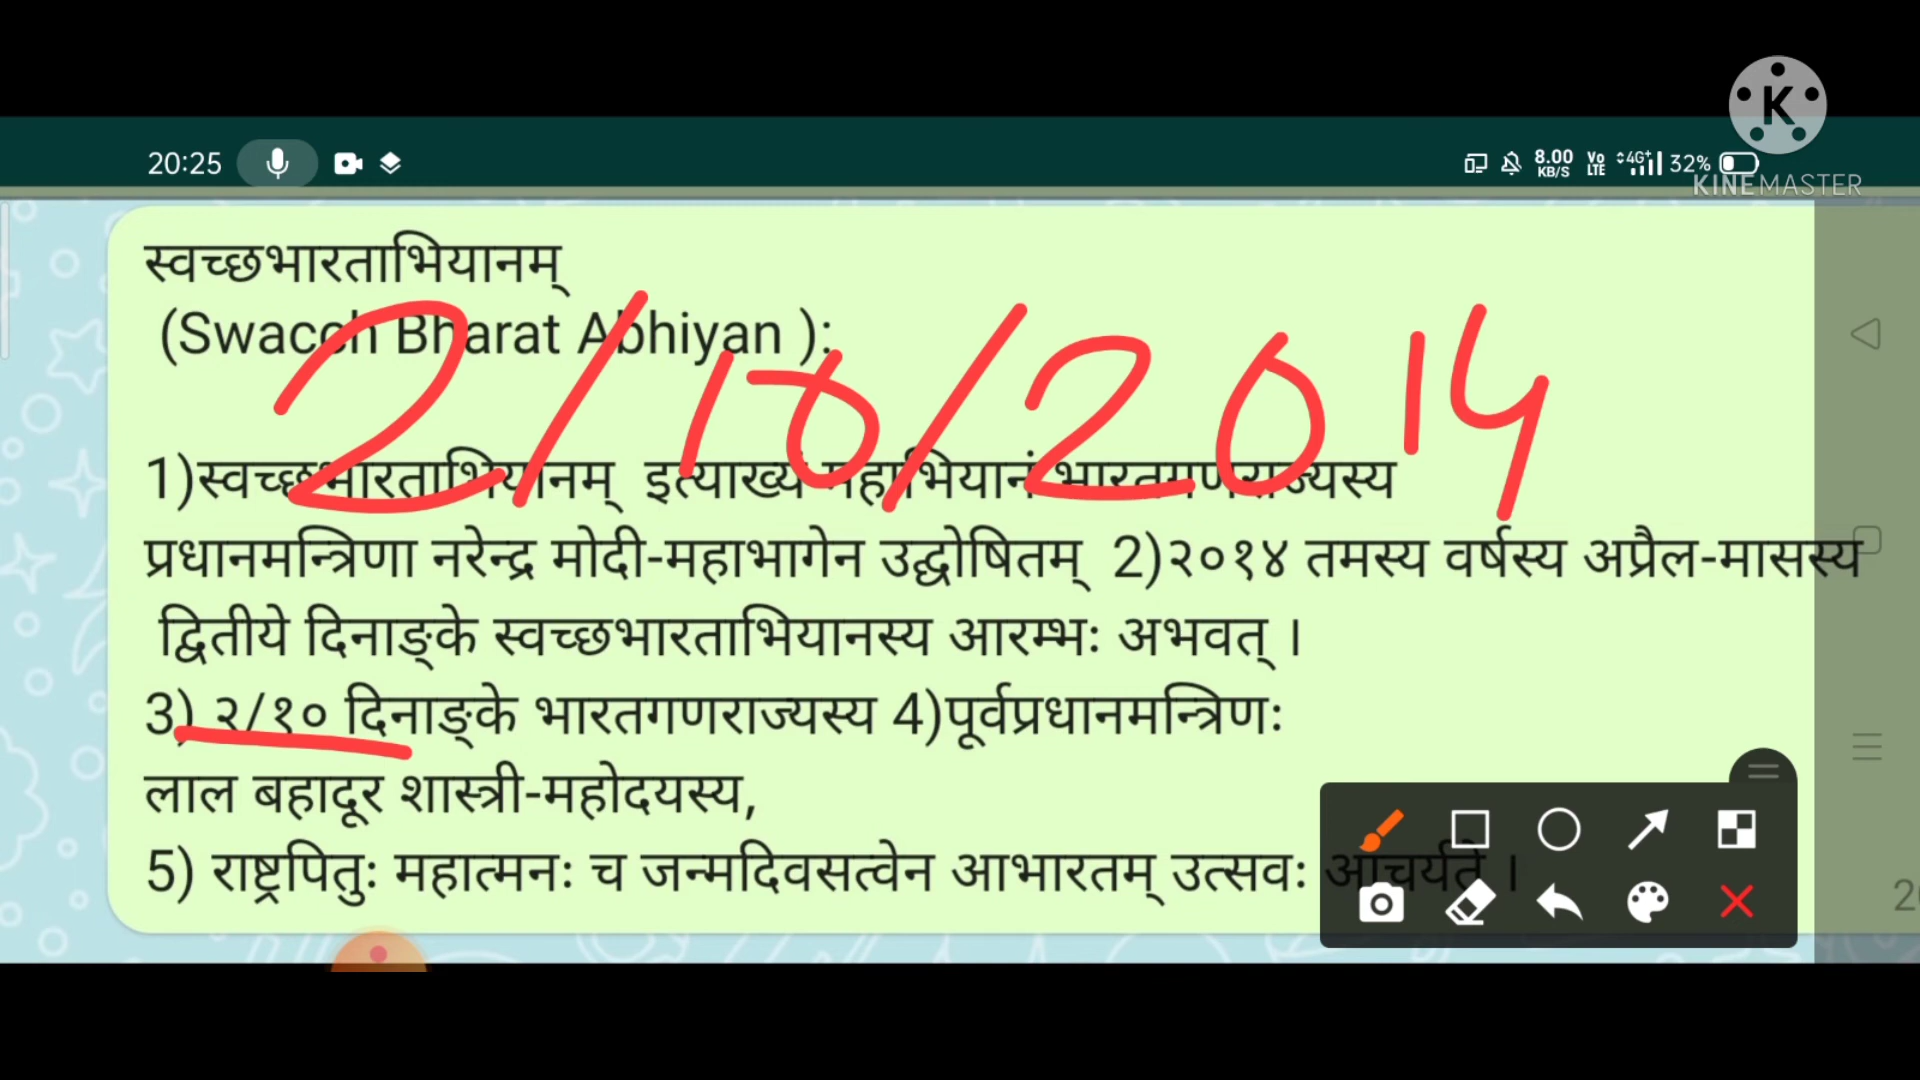 20:25
8.00 KB/S Vo LTE 4G+ 32%
KINEMASTER
स्वच्छभारताभियानम्
(Swacch Bharat Abhiyan ):
2/10/2014
1)स्वच्छभारताभियानम् इत्याख्यं महाभियानं भारतगणराज्यस्य
प्रधानमन्त्रिणा नरेन्द्र मोदी-महाभागेन उद्घोषितम् 2)२०१४ तमस्य वर्षस्य अप्रैल-मासस्य
द्वितीये दिनाङ्के स्वच्छभारताभियानस्य आरम्भः अभवत् ।
3) २/१० दिनाङ्के भारतगणराज्यस्य 4)पूर्वप्रधानमन्त्रिणः
लाल बहादूर शास्त्री-महोदयस्य,
5) राष्ट्रपितुः महात्मनः च जन्मदिवसत्वेन आभारतम् उत्सवः आचर्यते ।